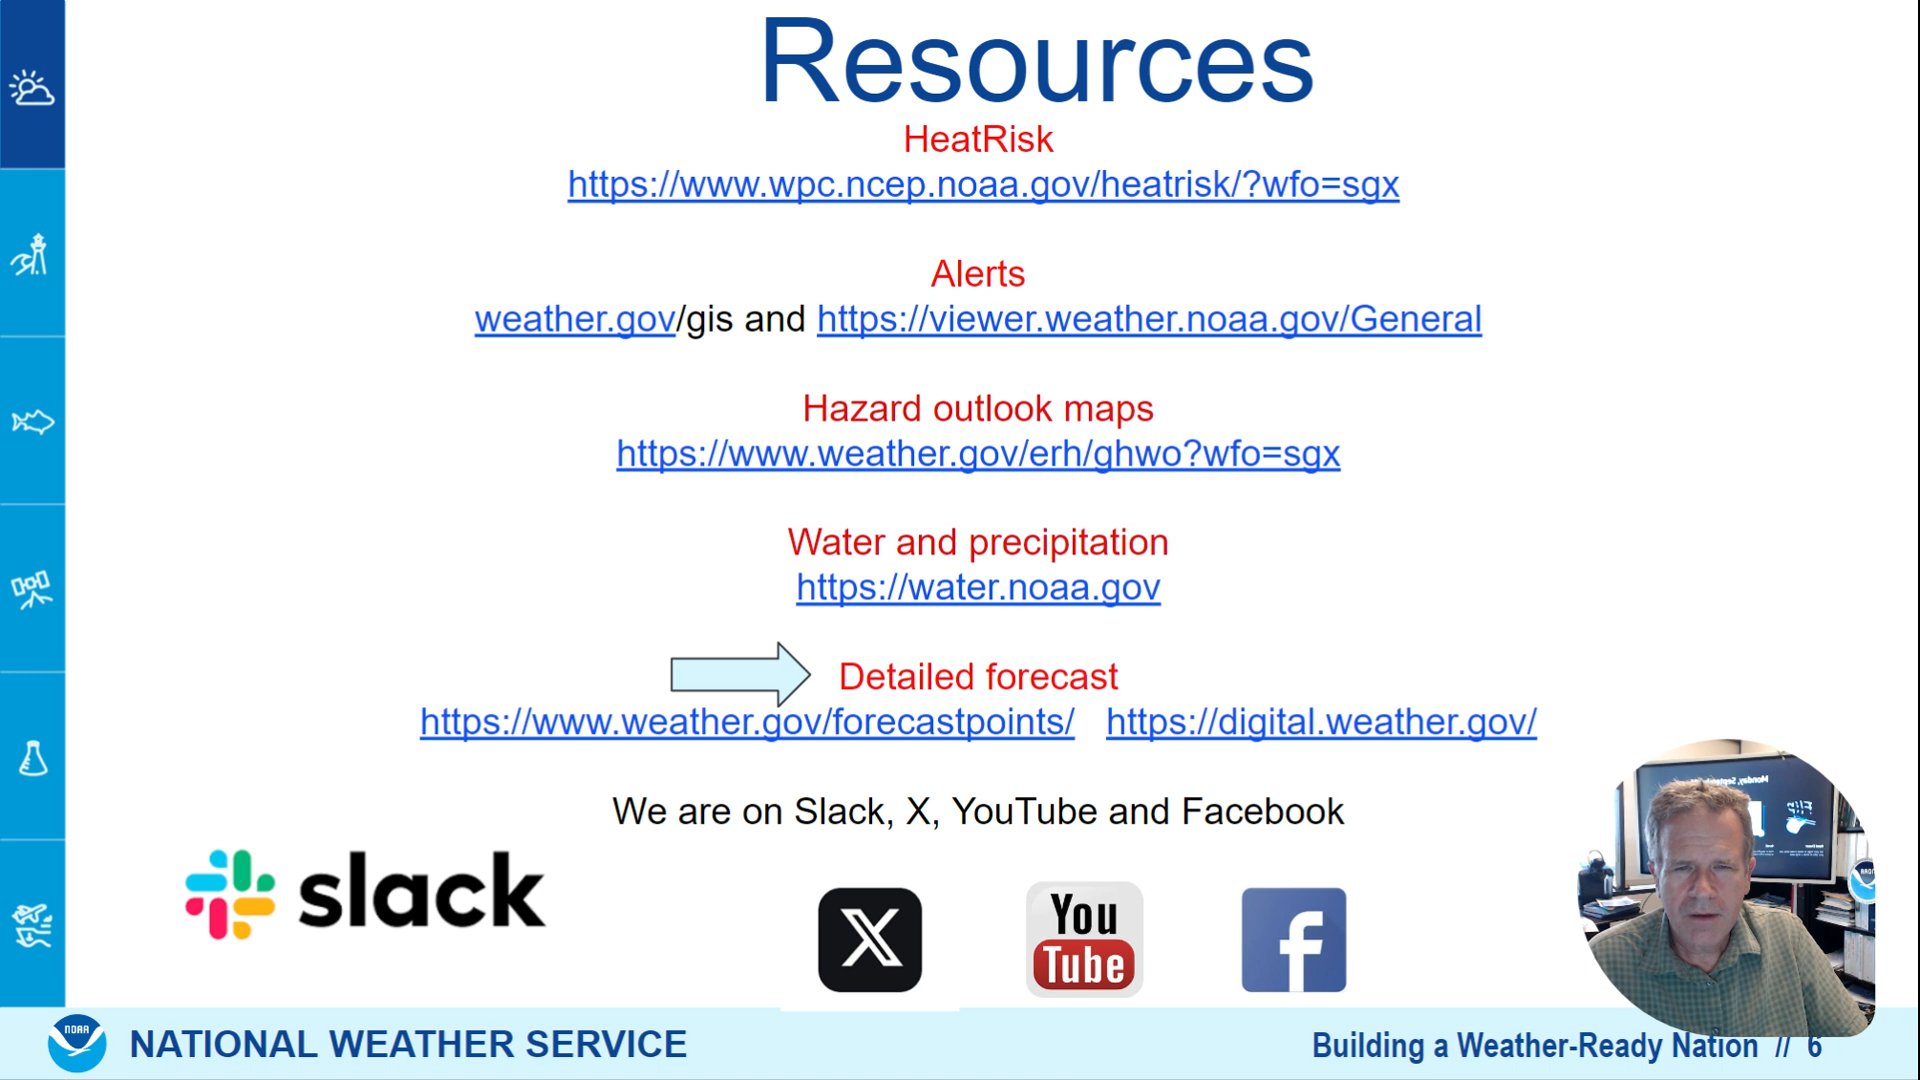 Resources
HeatRisk
https://www.wpc.ncep.noaa.gov/heatrisk/?wfo=sgx
Alerts
weather.gov/gis and https://viewer.weather.noaa.gov/General
Hazard outlook maps
https://www.weather.gov/erh/ghwo?wfo=sgx
Water and precipitation
https://water.noaa.gov
Detailed forecast
https://www.weather.gov/forecastpoints/ https://digital.weather.gov/
We are on Slack, X, YouTube and Facebook
slack
X
You
Tube
f
NOAA
NATIONAL WEATHER SERVICE
Building a Weather-Ready Nation // 6